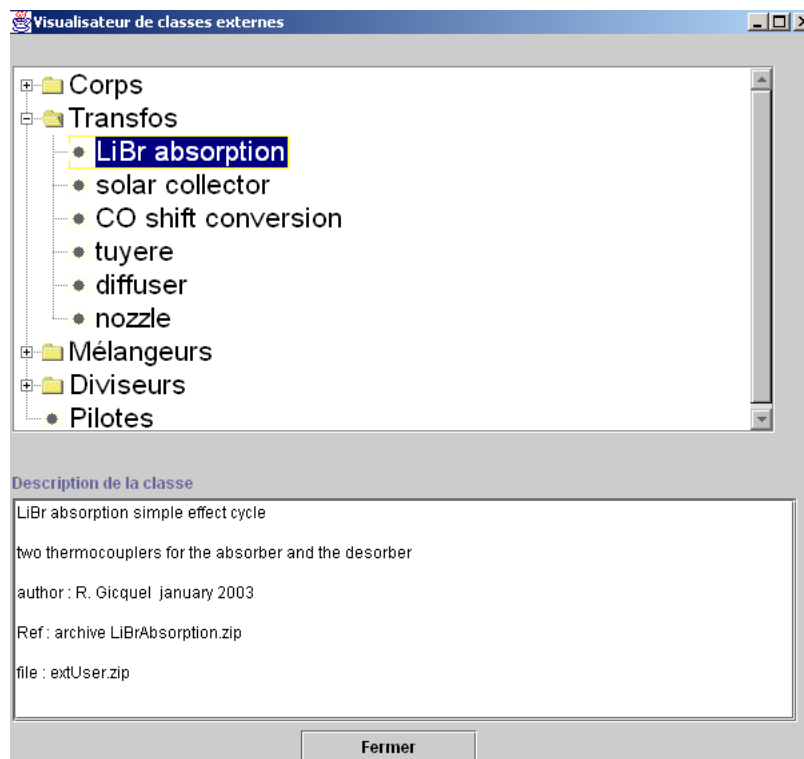 Visualisateur de classes externes
Corps
Transfos
LiBr absorption
solar collector
CO shift conversion
tuyere
diffuser
nozzle
Mélangeurs
Diviseurs
Pilotes
Description de la classe
LiBr absorption simple effect cycle
two thermocouplers for the absorber and the desorber
author : R. Gicquel january 2003
Ref : archive LiBrAbsorption.zip
file : extUser.zip
Fermer